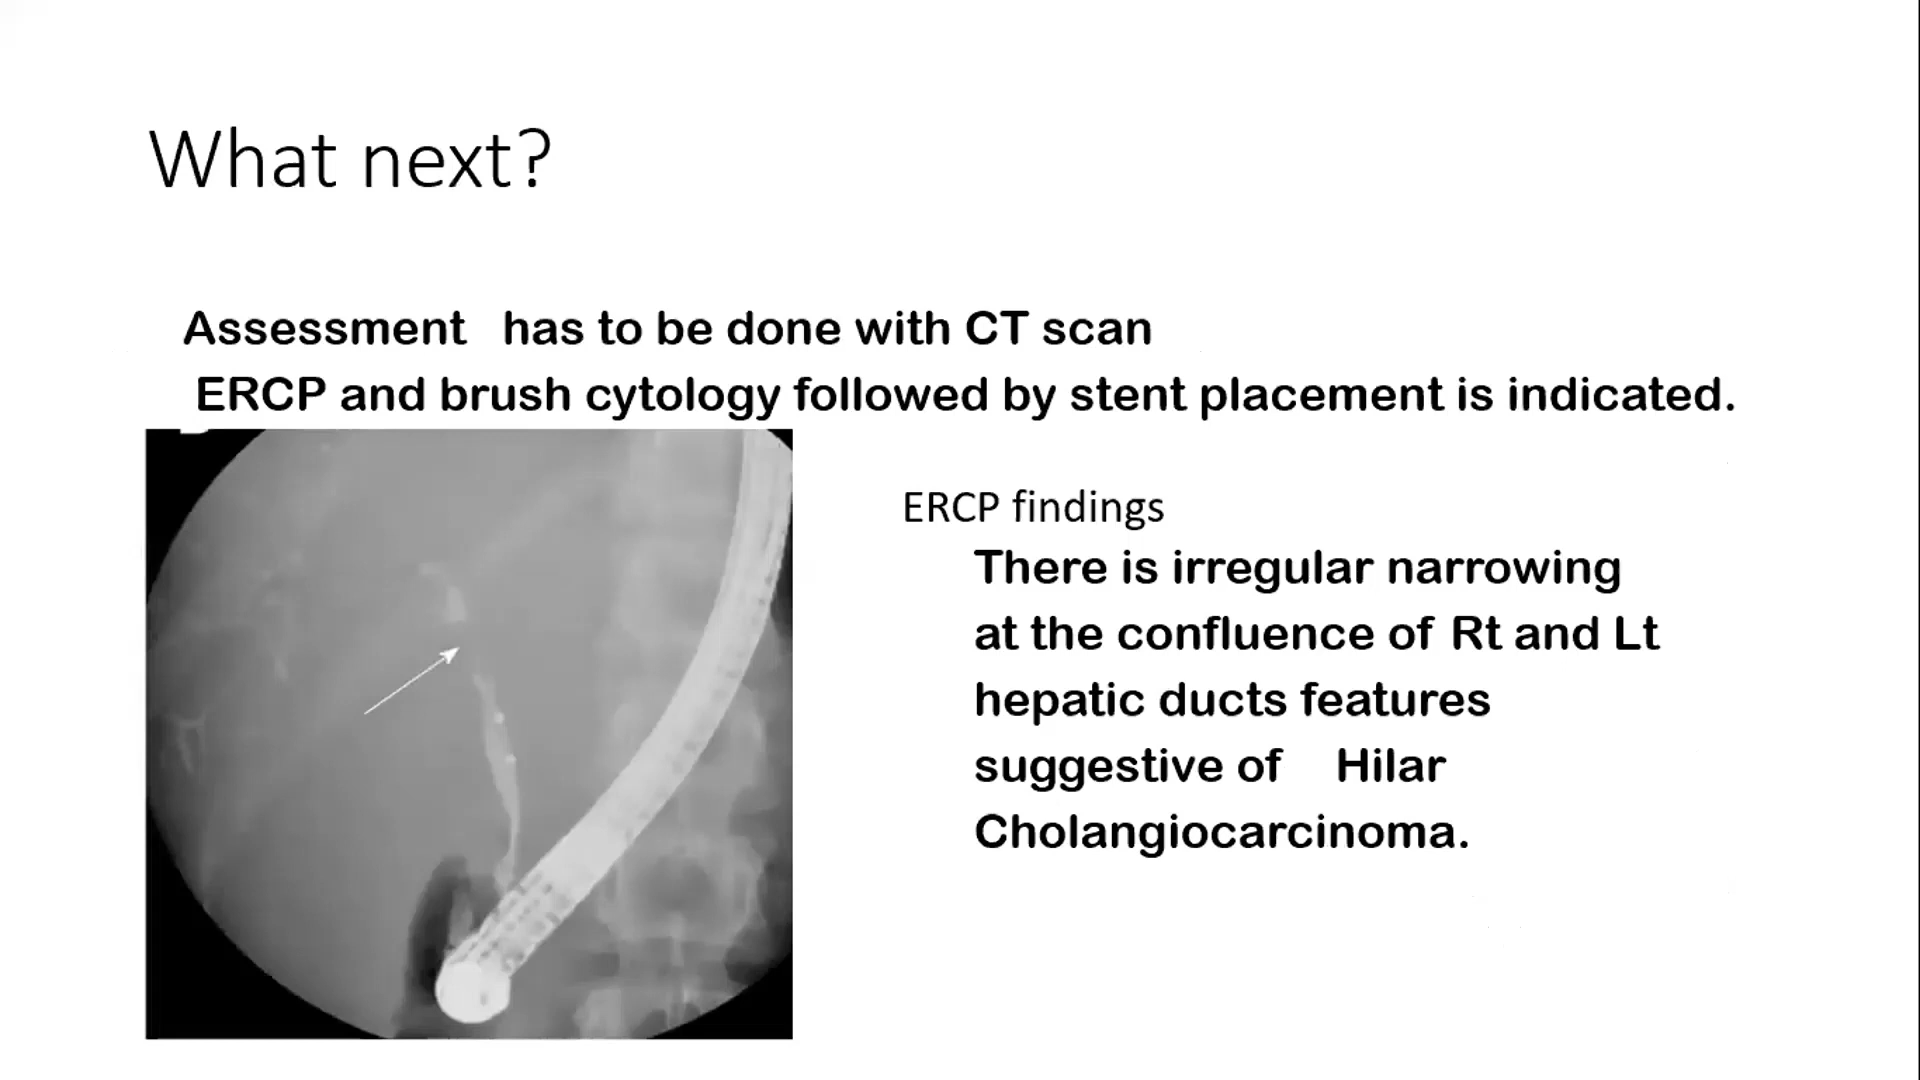 What next?
Assessment has to be done with CT scan
ERCP and brush cytology followed by stent placement is indicated.
ERCP findings
There is irregular narrowing
at the confluence of Rt and Lt
hepatic ducts features
suggestive of Hilar
Cholangiocarcinoma.